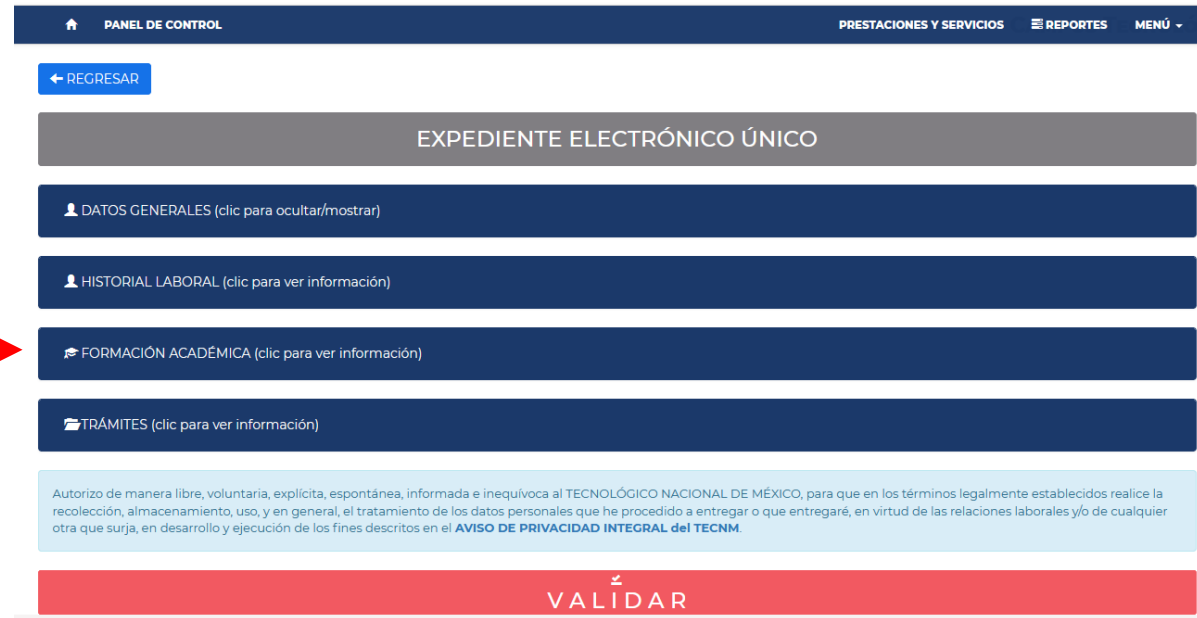 PANEL DE CONTROL PRESTACIONES Y SERVICIOS REPORTES MENÚ
REGRESAR
EXPEDIENTE ELECTRÓNICO ÚNICO
DATOS GENERALES (clic para ocultar/mostrar)
HISTORIAL LABORAL (clic para ver información)
FORMACIÓN ACADÉMICA (clic para ver información)
TRÁMITES (clic para ver información)
Autorizo de manera libre, voluntaria, explícita, espontánea, informada e inequívoca al TECNOLÓGICO NACIONAL DE MÉXICO, para que en los términos legalmente establecidos realice la
recolección, almacenamiento, uso, y en general, el tratamiento de los datos personales que he procedido a entregar o que entregaré, en virtud de las relaciones laborales y/o de cualquier
otra que surja, en desarrollo y ejecución de los fines descritos en el AVISO DE PRIVACIDAD INTEGRAL del TECNM.
VALIDAR